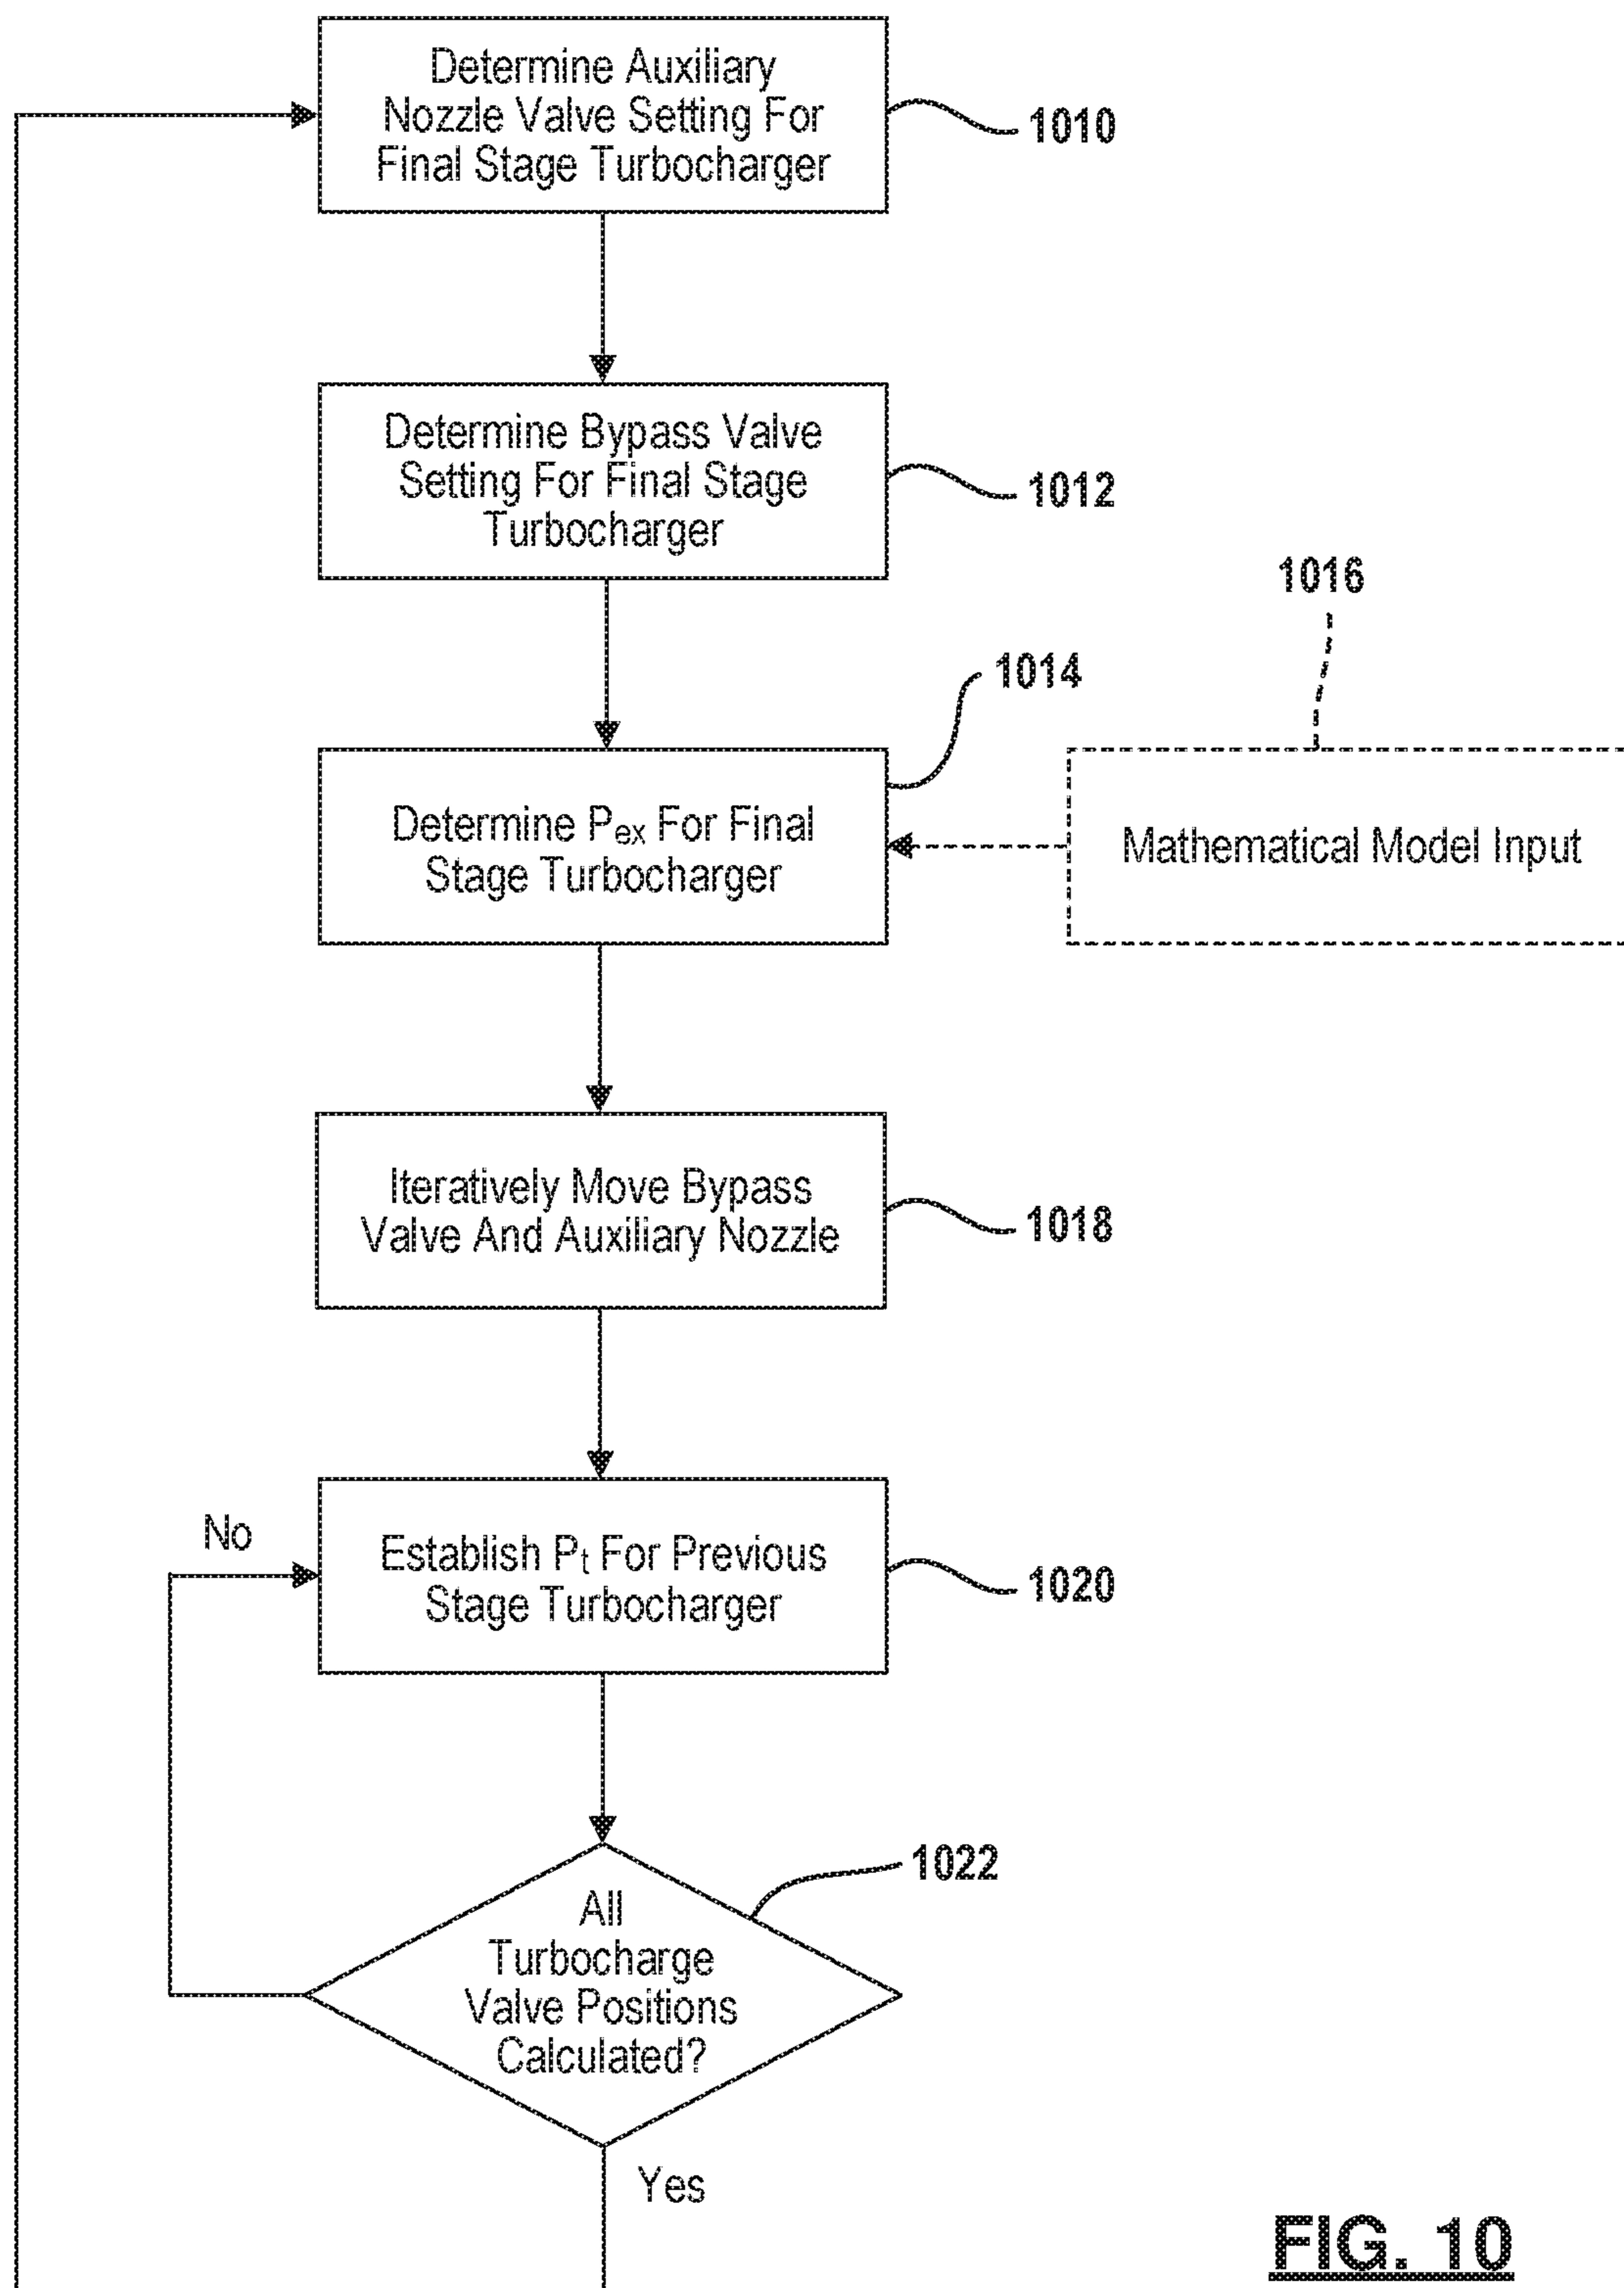 Determine Auxiliary
Nozzle Valve Setting For
Final Stage Turbocharger
1010
Determine Bypass Valve
Setting For Final Stage
Turbocharger
1012
1016
1014
Determine Pex For Final
Stage Turbocharger
Mathematical Model Input
Iteratively Move Bypass
Valve And Auxiliary Nozzle
1018
No
Establish Pt For Previous
Stage Turbocharger
1020
1022
All
Turbocharge
Valve Positions
Calculated?
Yes
FIG. 10